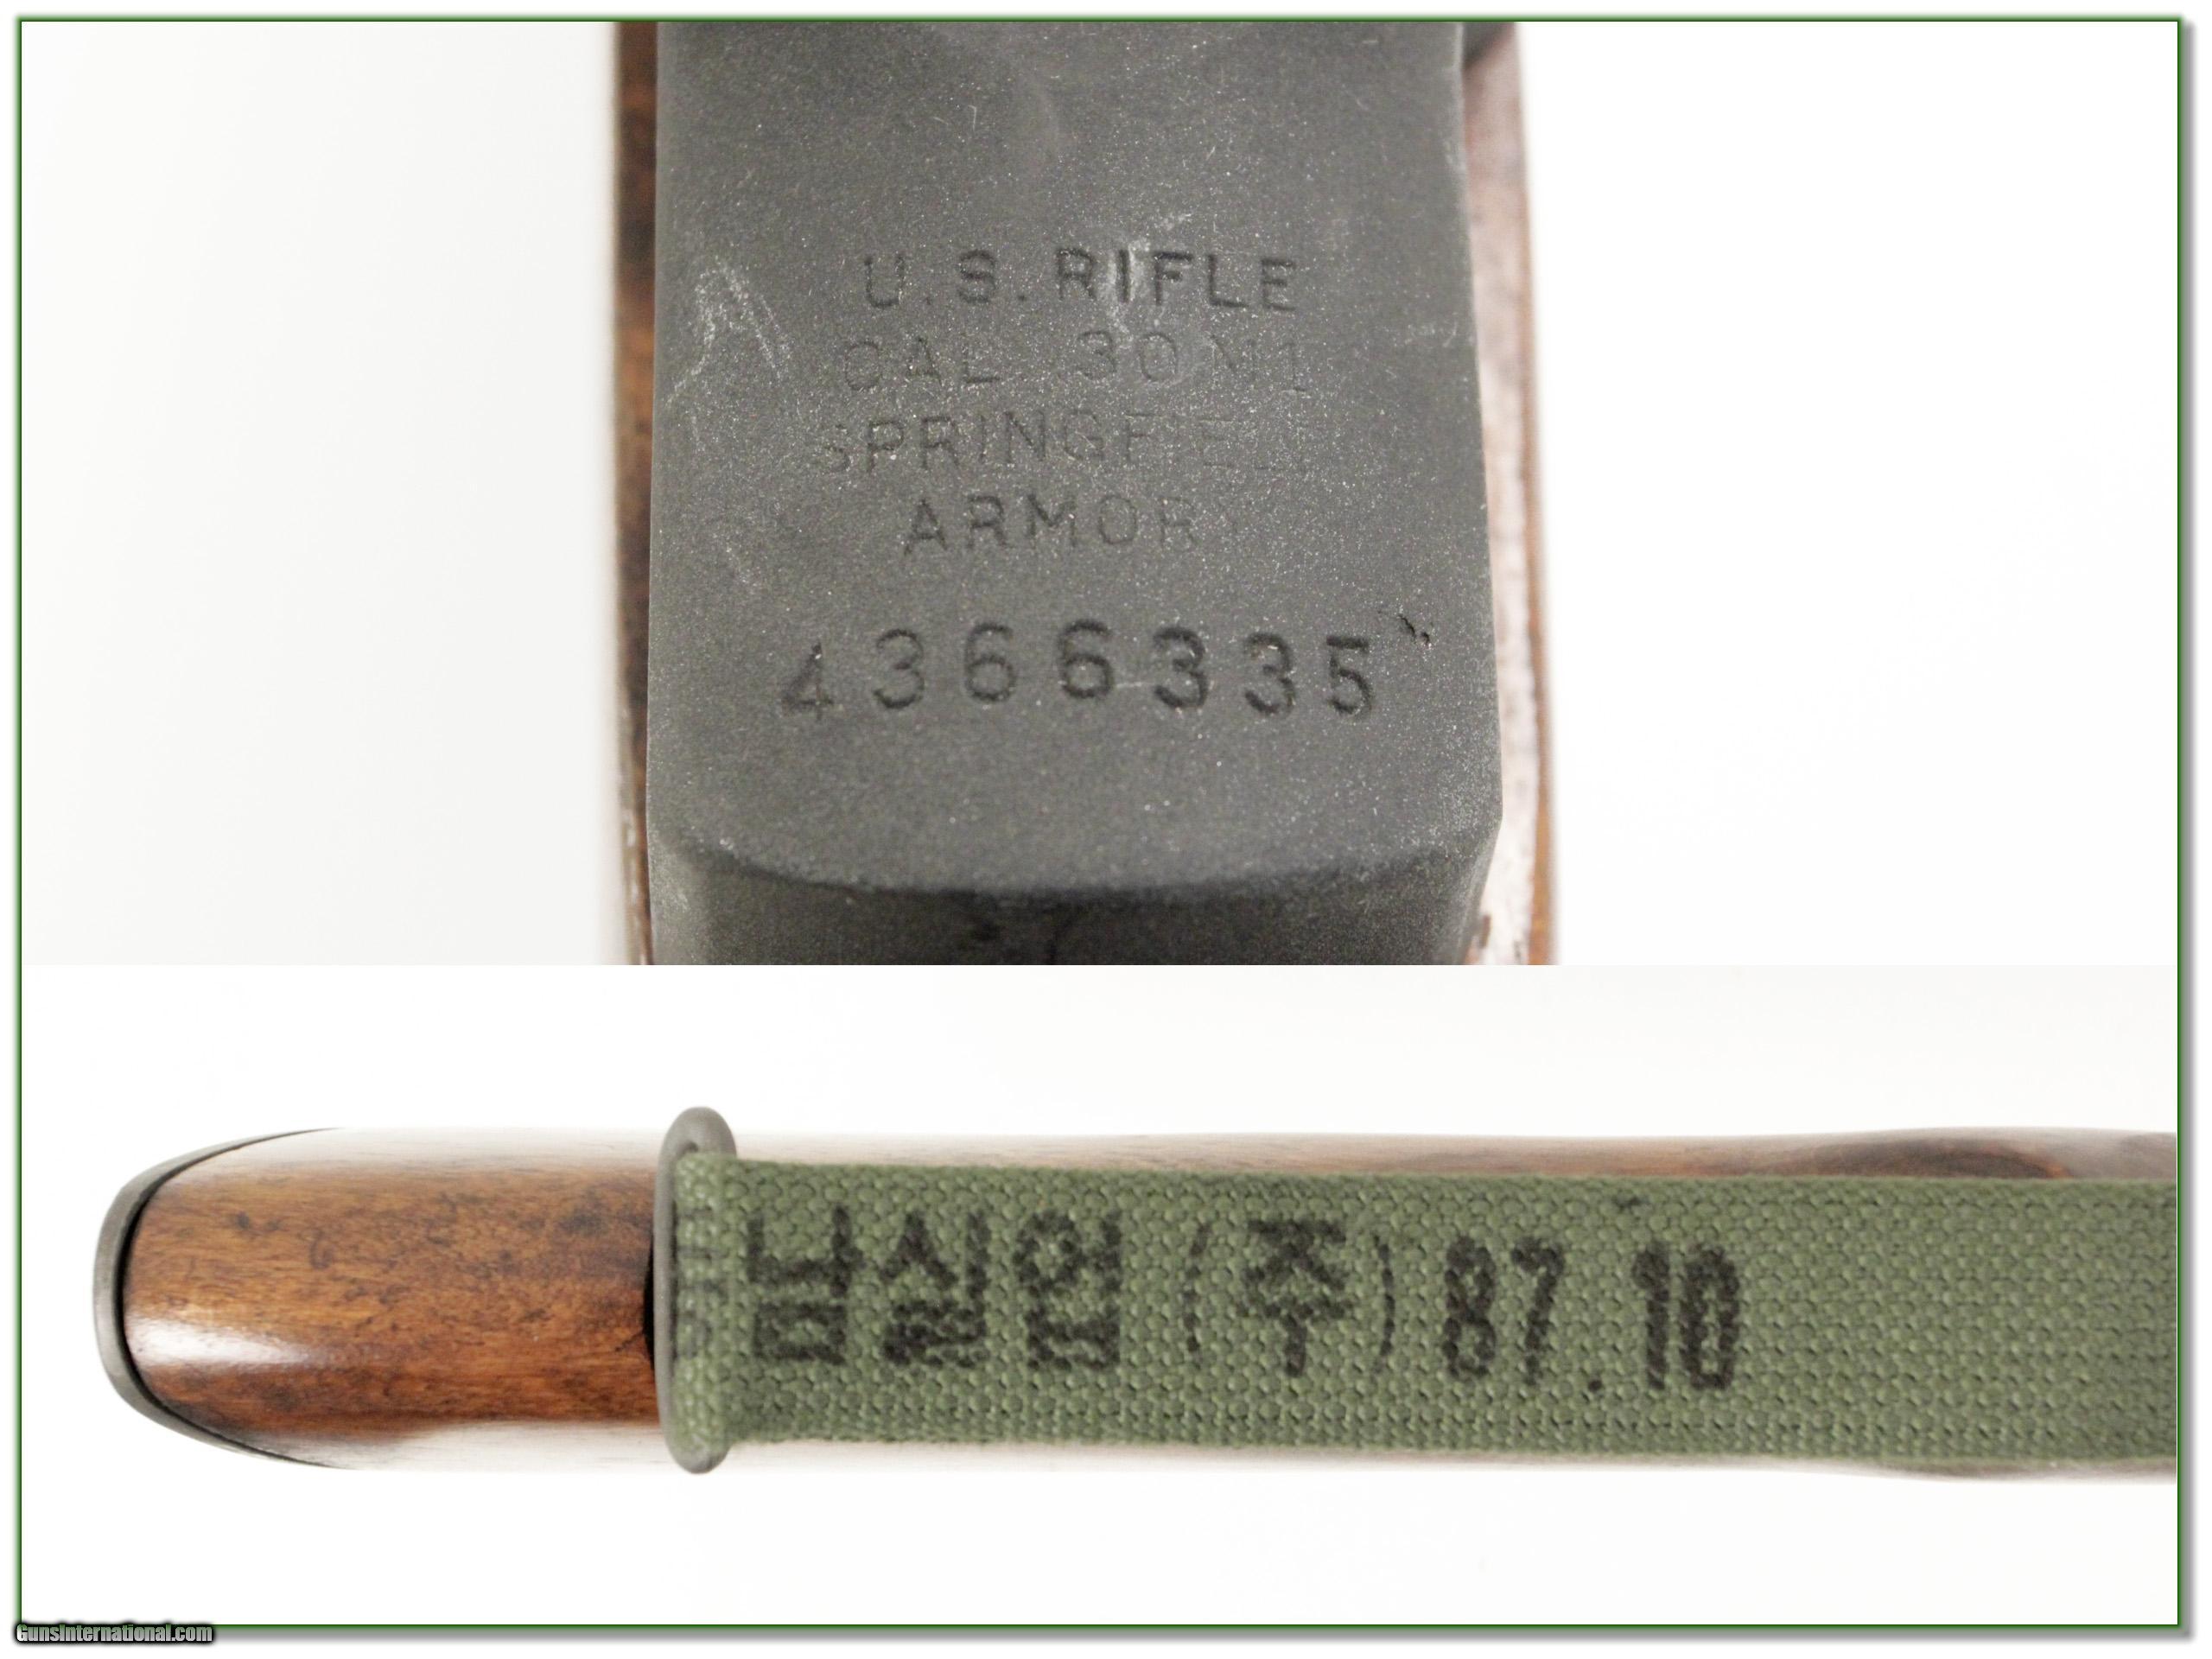 U.S. RIFLE
CAL. .30 M1
SPRINGFIELD
ARMORY
4366335
남실업 (주) 87.10
GunsInternational.com